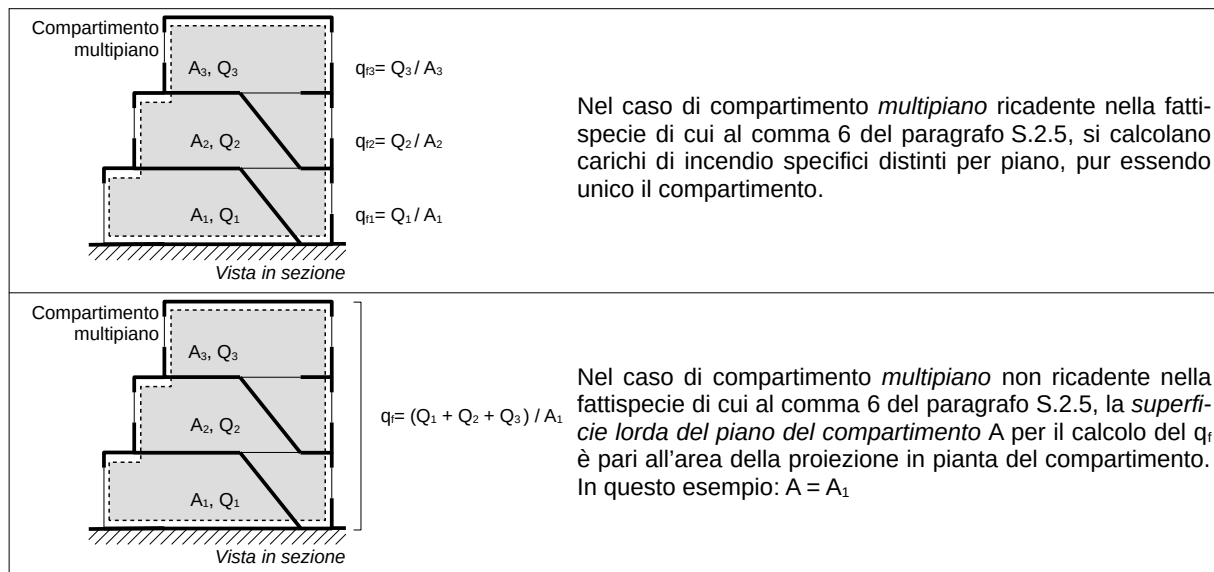 Compartimento
multipiano
A₃, Q₃
qf3= Q₃ / A₃
A₂, Q₂
qf2= Q₂ / A₂
A₁, Q₁
qf1= Q₁ / A₁
Vista in sezione
Nel caso di compartimento multipiano ricadente nella fatti-
specie di cui al comma 6 del paragrafo S.2.5, si calcolano
carichi di incendio specifici distinti per piano, pur essendo
unico il compartimento.
Compartimento
multipiano
A₃, Q₃
A₂, Q₂
qf= (Q₁ + Q₂ + Q₃) / A₁
A₁, Q₁
Vista in sezione
Nel caso di compartimento multipiano non ricadente nella
fattispecie di cui al comma 6 del paragrafo S.2.5, la superfi-
cie lorda del piano del compartimento A per il calcolo del qf
è pari all’area della proiezione in pianta del compartimento.
In questo esempio: A = A₁